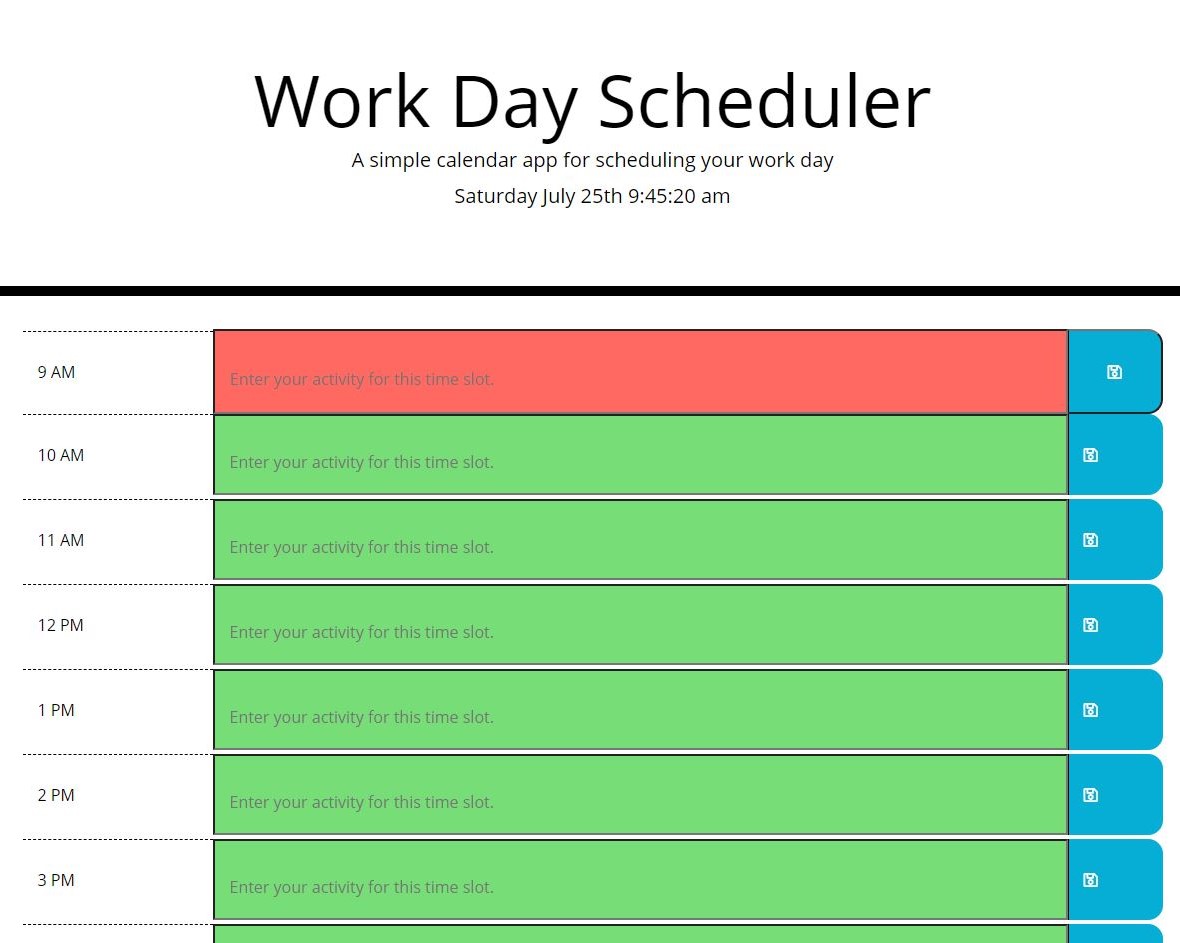 Work Day Scheduler
A simple calendar app for scheduling your work day
Saturday July 25th 9:45:20 am
9 AM
Enter your activity for this time slot.
10 AM
Enter your activity for this time slot.
11 AM
Enter your activity for this time slot.
12 PM
Enter your activity for this time slot.
1 PM
Enter your activity for this time slot.
2 PM
Enter your activity for this time slot.
3 PM
Enter your activity for this time slot.